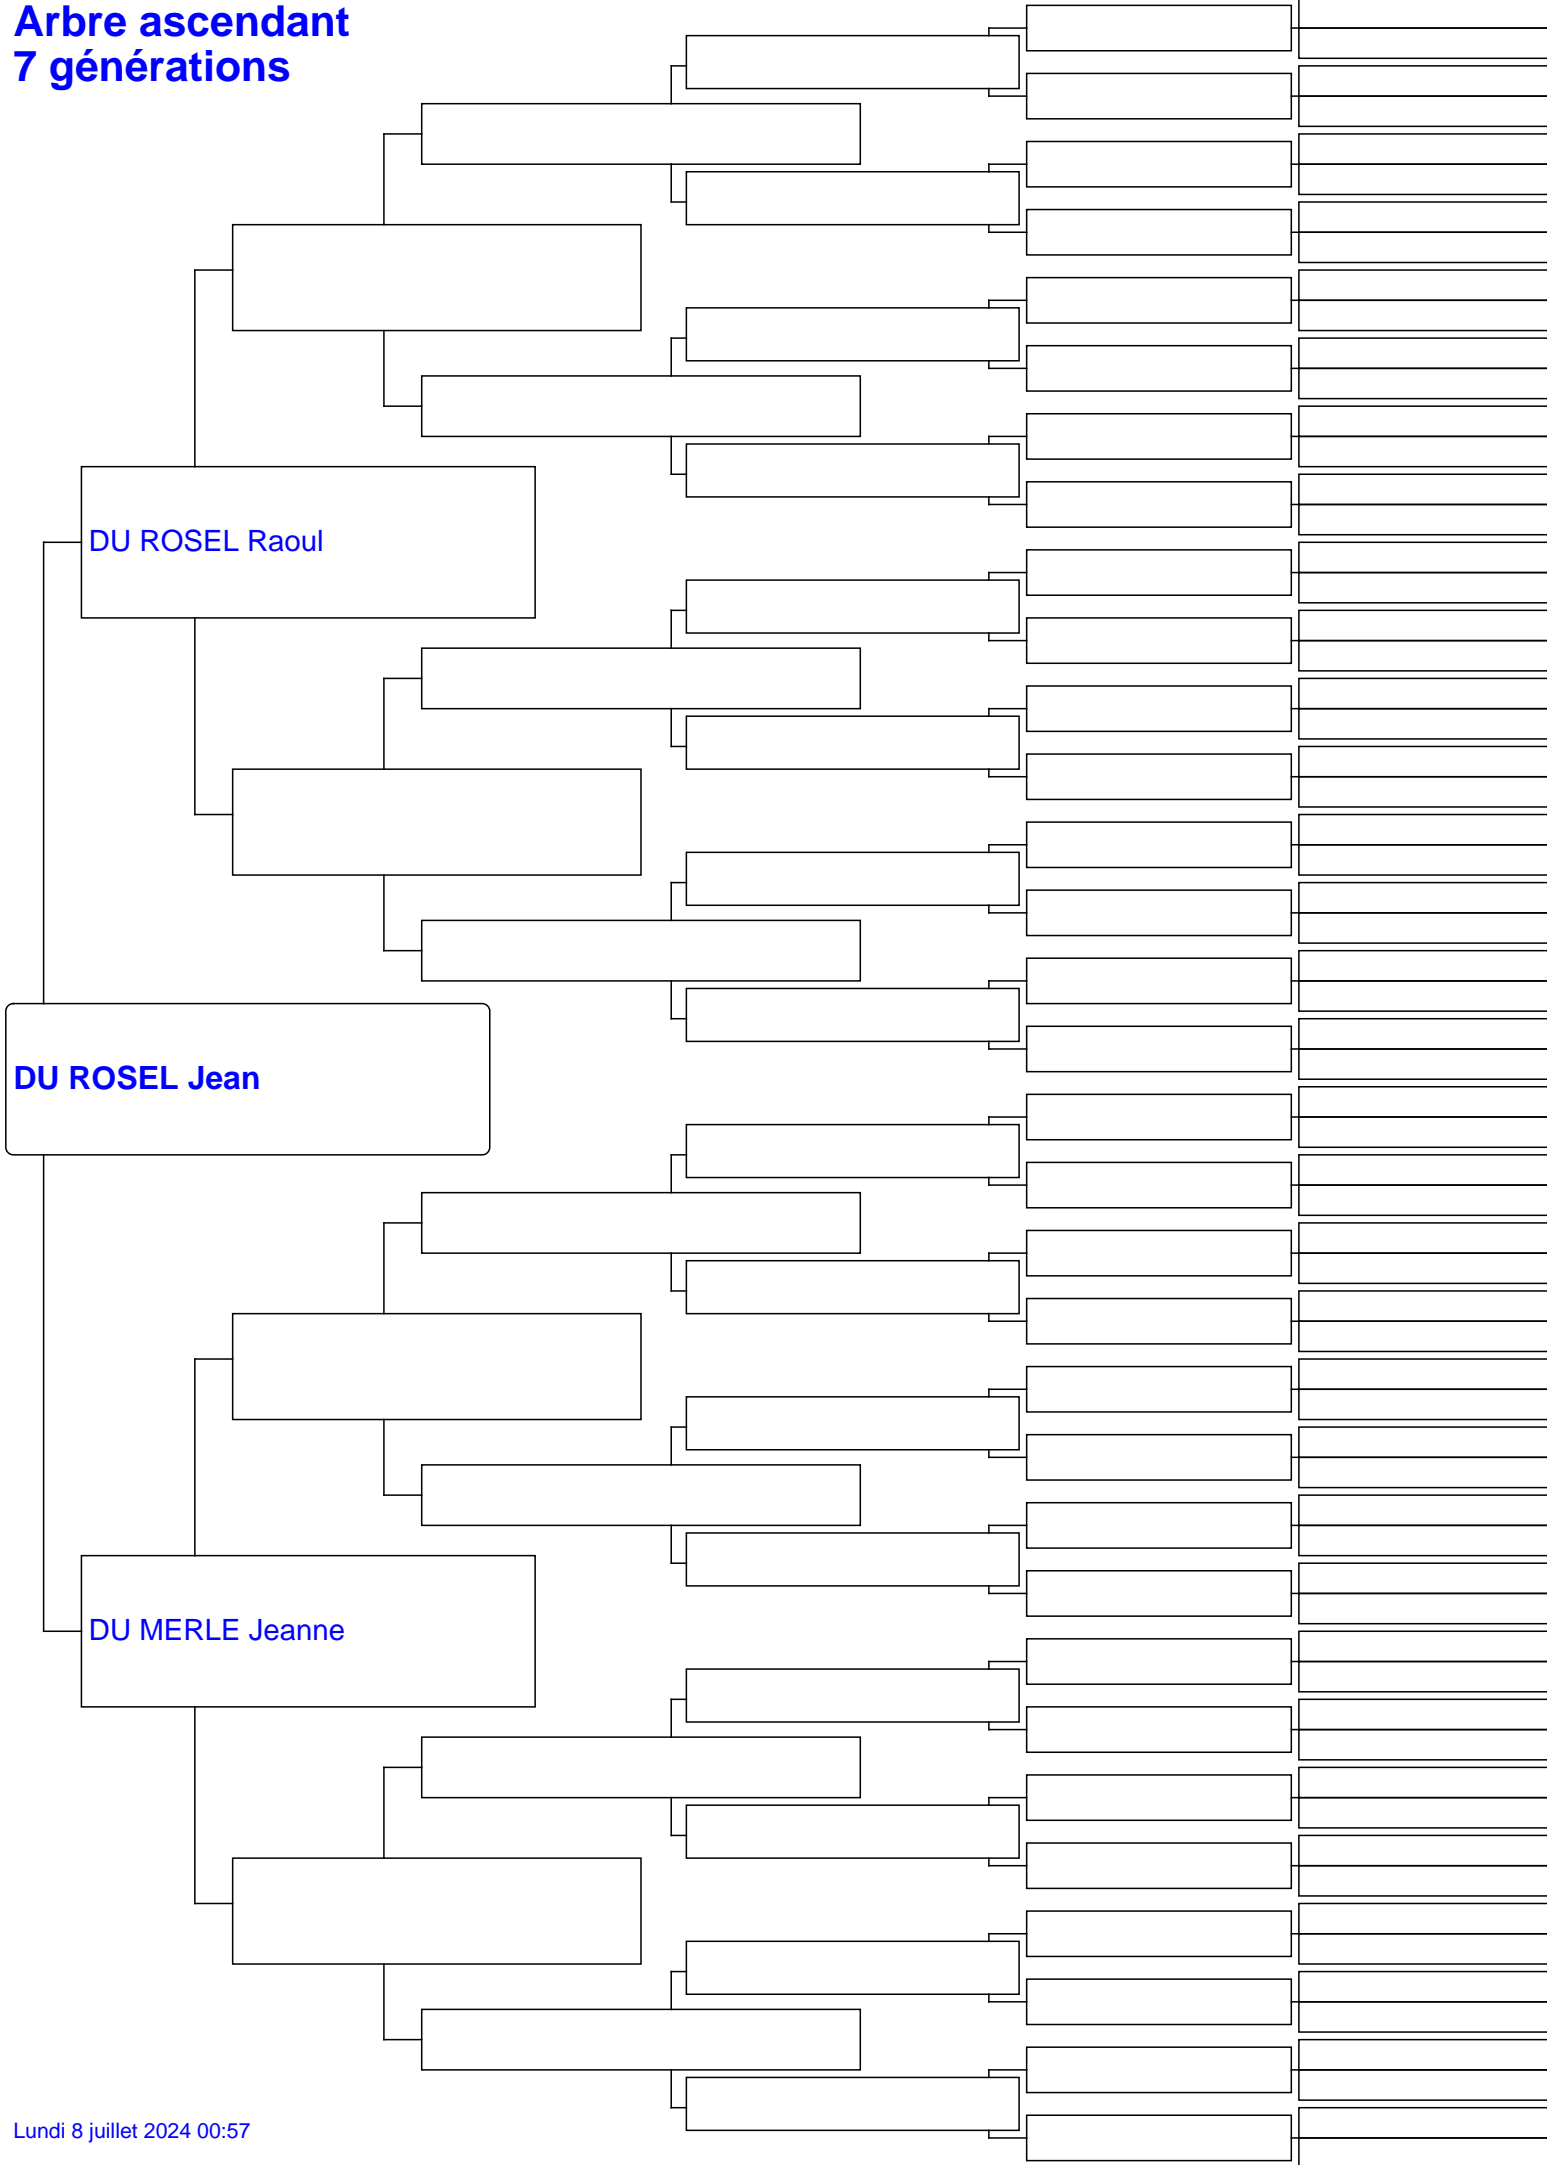 Arbre ascendant
7 générations
DU ROSEL Raoul
DU ROSEL Jean
DU MERLE Jeanne
Lundi 8 juillet 2024 00:57